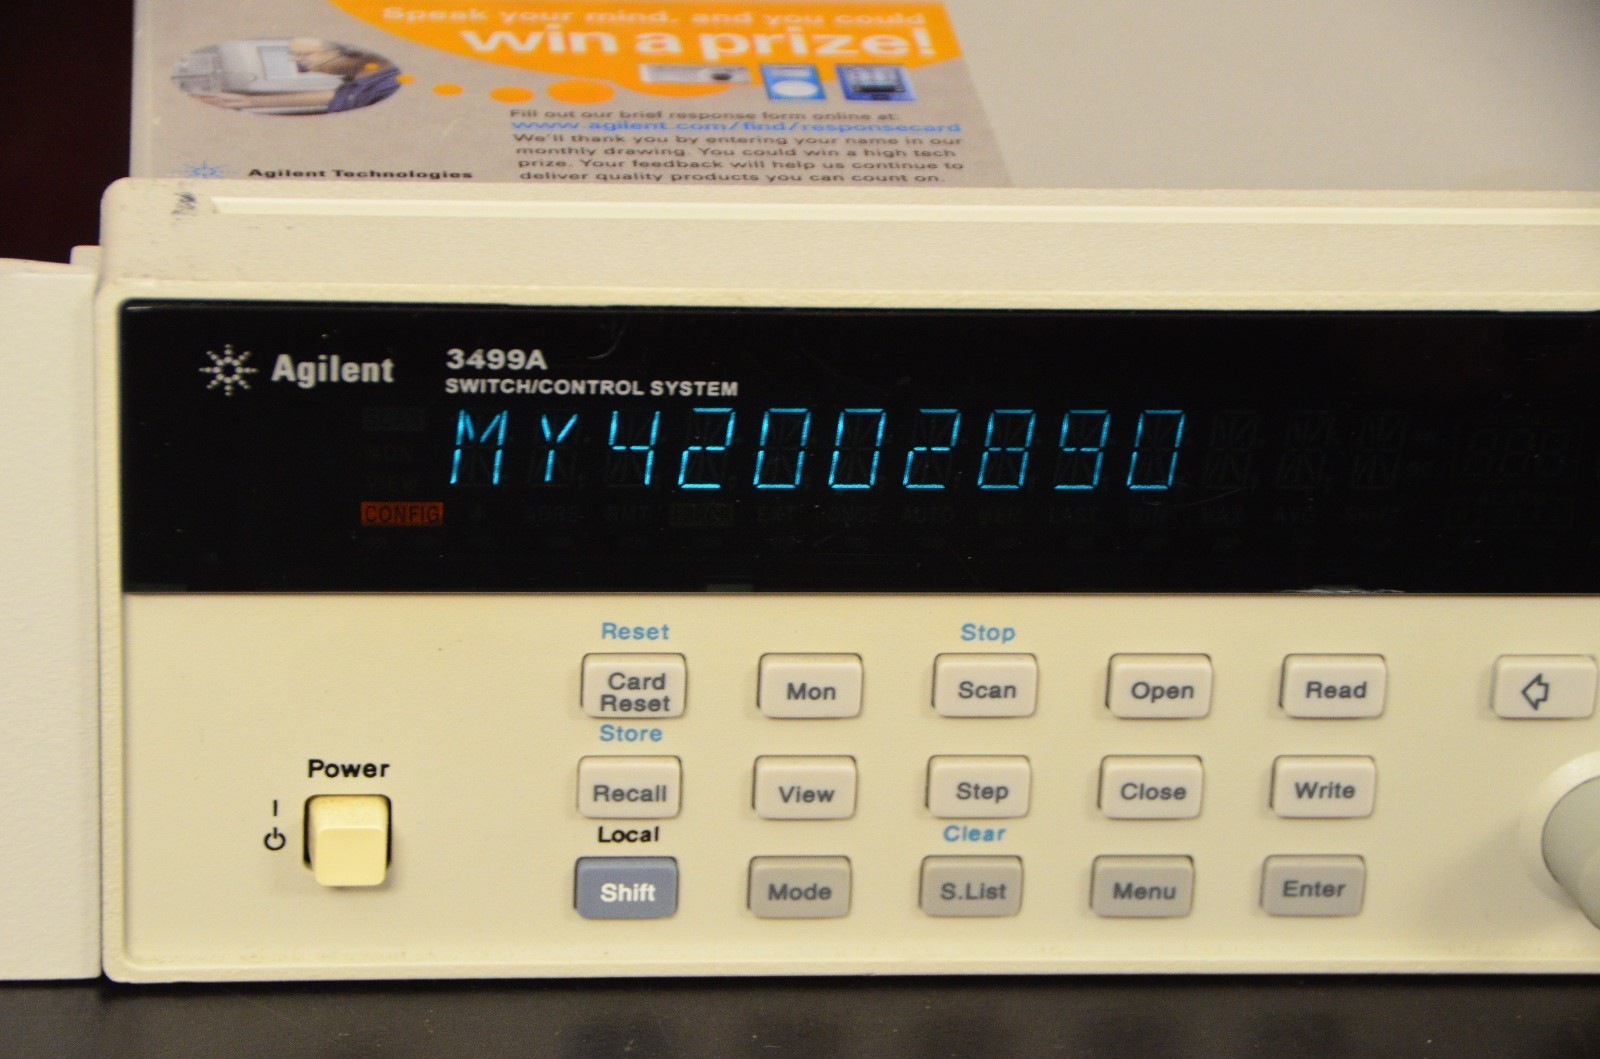 Speak your mind, and you could
win a prize!
Fill out our brief response form online at:
www.agilent.com/find/responsecard
We'll thank you by entering your name in our
monthly drawing. You could win a high tech
prize. Your feedback will help us continue to
deliver quality products you can count on.
Agilent Technologies
Agilent
3499A
SWITCH/CONTROL SYSTEM
MY42002890
CONFIG
Reset
Stop
Card
Reset
Mon
Scan
Open
Read
Store
Recall
View
Step
Close
Write
Power
I
Local
Clear
Shift
Mode
S.List
Menu
Enter